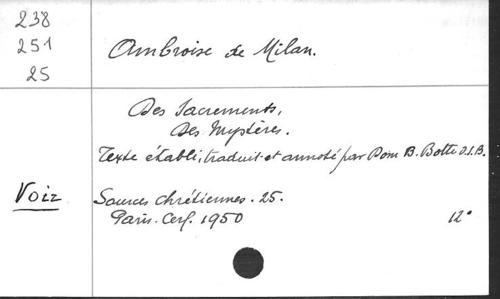 238
251
25
Ambroise de Milan.
Des Sacrements,
Des Mystères.
Texte établi, traduit et annoté par Dom B. Botte O.S.B.
Voir
Sources chrétiennes. 25.
Paris. Cerf. 1950
12°